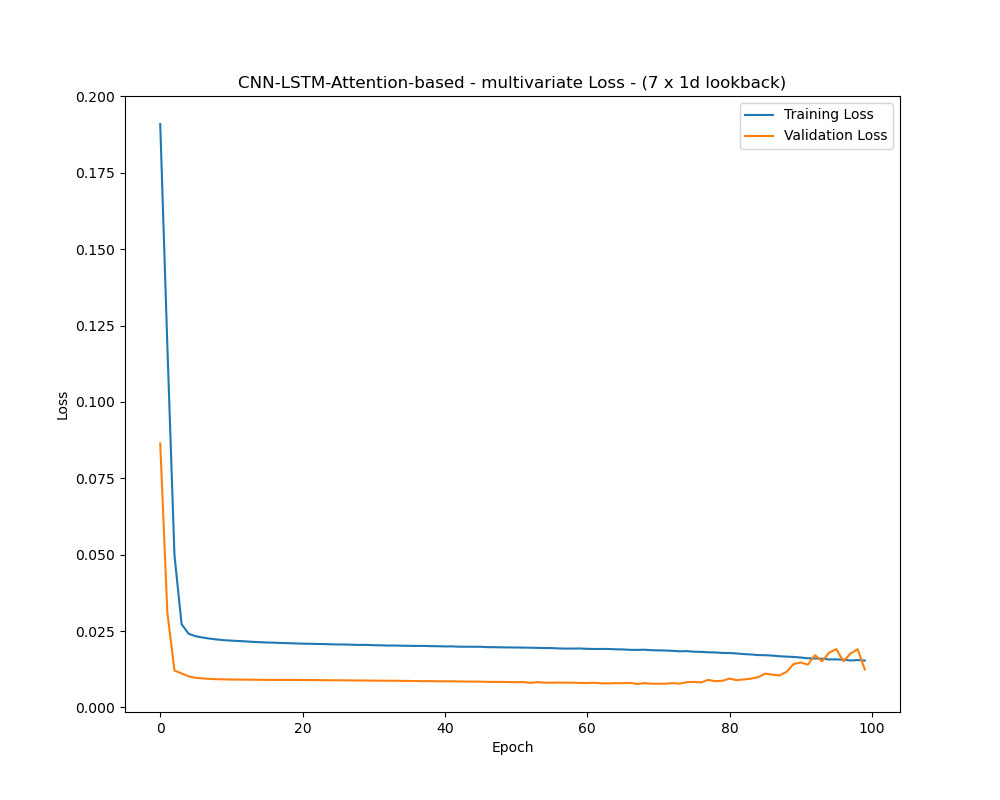 CNN-LSTM-Attention-based - multivariate Loss - (7 x 1d lookback)
Training Loss
Validation Loss
0.200
0.175
0.150
0.125
0.100
0.075
0.050
0.025
0.000
Loss
0 20 40 60 80 100
Epoch